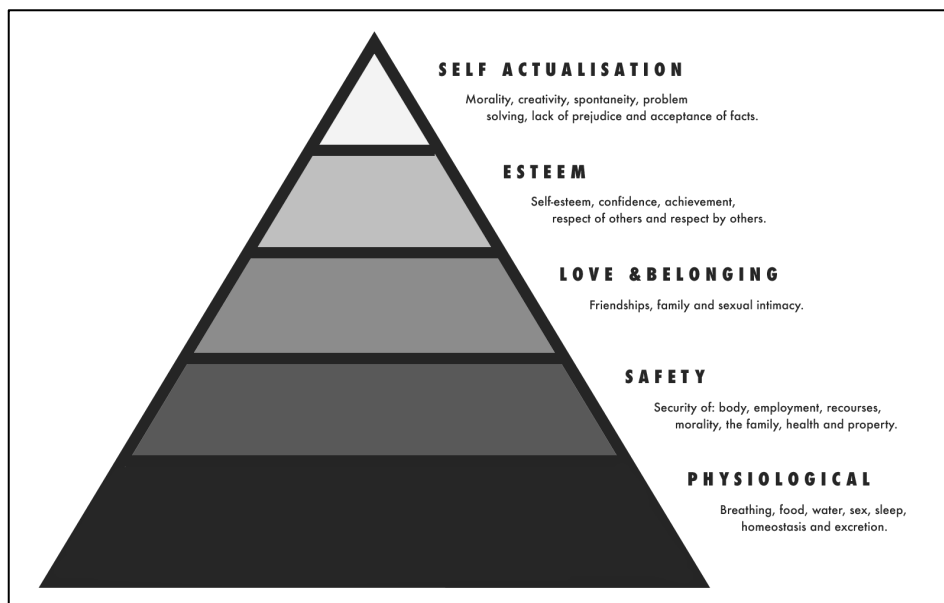 SELF ACTUALISATION
Morality, creativity, spontaneity, problem
solving, lack of prejudice and acceptance of facts.
ESTEEM
Self-esteem, confidence, achievement,
respect of others and respect by others.
LOVE &BELONGING
Friendships, family and sexual intimacy.
SAFETY
Security of: body, employment, recourses,
morality, the family, health and property.
PHYSIOLOGICAL
Breathing, food, water, sex, sleep,
homeostasis and excretion.